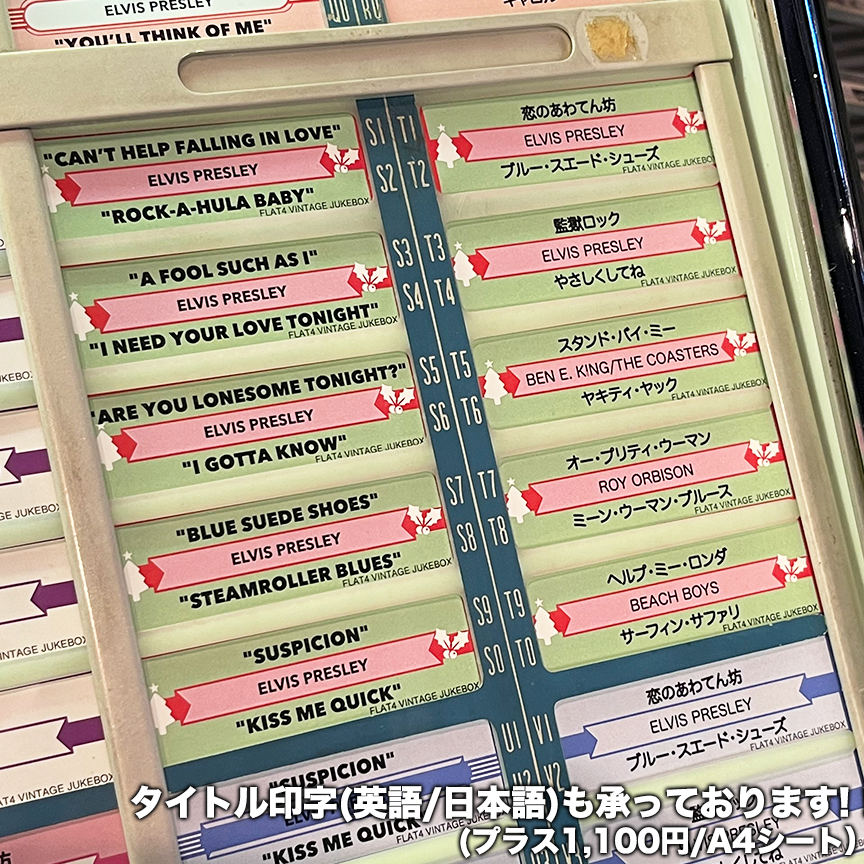 ELVIS PRESLEY
"YOU'LL THINK OF ME"
"CAN'T HELP FALLING IN LOVE"
ELVIS PRESLEY
"ROCK-A-HULA BABY"
FLAT4 VINTAGE JUKEBOX
"A FOOL SUCH AS I"
ELVIS PRESLEY
"I NEED YOUR LOVE TONIGHT"
FLAT4 VINTAGE JUKEBOX
"ARE YOU LONESOME TONIGHT?"
ELVIS PRESLEY
"I GOTTA KNOW"
FLAT4 VINTAGE JUKEBOX
"BLUE SUEDE SHOES"
ELVIS PRESLEY
"STEAMROLLER BLUES"
FLAT4 VINTAGE JUKEBOX
"SUSPICION"
ELVIS PRESLEY
"KISS ME QUICK"
FLAT4 VINTAGE JUKEBOX
"SUSPICION"
ELVIS PRESLEY
"KISS ME QUICK"
S1 T1
S2 T2
S3 T3
S4 T4
S5 T5
S6 T6
S7 T7
S8 T8
S9 T9
S0 T0
U1 V1
U2 V2
恋のあわてん坊
ELVIS PRESLEY
ブルー・スエード・シューズ
FLAT4 VINTAGE JUKEBOX
監獄ロック
ELVIS PRESLEY
やさしくしてね
FLAT4 VINTAGE JUKEBOX
スタンド・バイ・ミー
BEN E. KING/THE COASTERS
ヤキティ・ヤック
FLAT4 VINTAGE JUKEBOX
オー・プリティ・ウーマン
ROY ORBISON
ミーン・ウーマン・ブルース
FLAT4 VINTAGE JUKEBOX
ヘルプ・ミー・ロンダ
BEACH BOYS
サーフィン・サファリ
FLAT4 VINTAGE JUKEBOX
恋のあわてん坊
ELVIS PRESLEY
ブルー・スエード・シューズ
FLAT4 VINTAGE JUKEBOX
タイトル印字(英語/日本語)も承っております!
(プラス1,100円/A4シート)